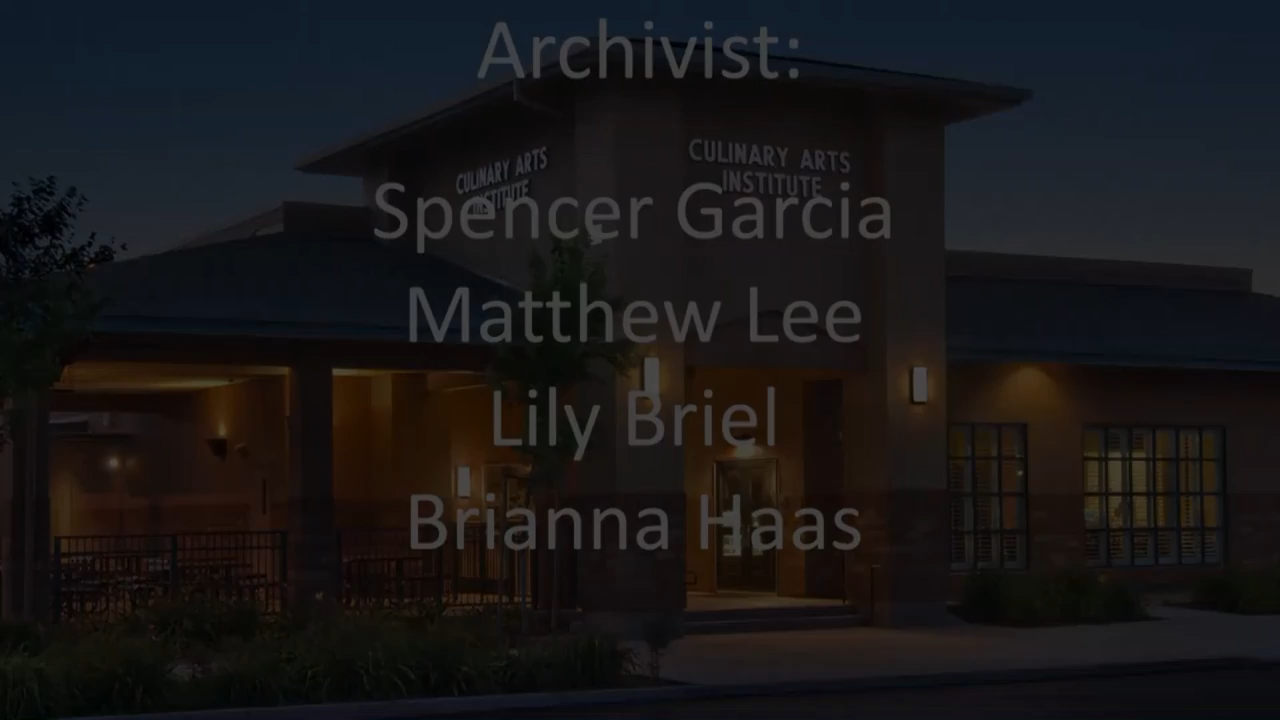 Archivist:
CULINARY ARTS
INSTITUTE
CULINARY ARTS
INSTITUTE
Spencer Garcia
Matthew Lee
Lily Briel
Brianna Haas